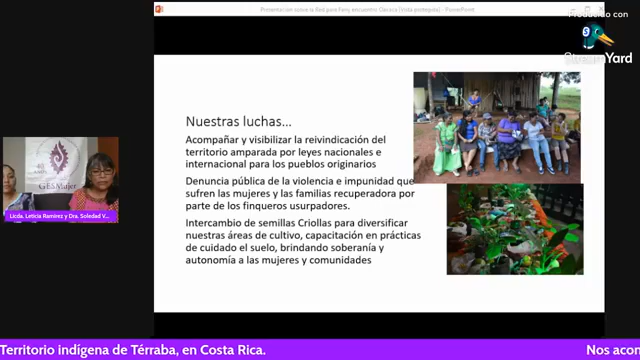 Presentacion sobre la Red para Fany encuentro Oaxaca [Vista protegida] - PowerPoint
Producido con
StreamYard
Nuestras luchas...
Acompañar y visibilizar la reivindicación del
territorio amparada por leyes nacionales e
internacional para los pueblos originarios
Denuncia pública de la violencia e impunidad que
sufren las mujeres y las familias recuperadora por
parte de los finqueros usurpadores.
Intercambio de semillas Criollas para diversificar
nuestras áreas de cultivo, capacitación en prácticas
de cuidado el suelo, brindando soberanía y
autonomía a las mujeres y comunidades
GESMujer
Licda. Leticia Ramirez y Dra. Soledad V...
Territorio indígena de Térraba, en Costa Rica.
Nos acom